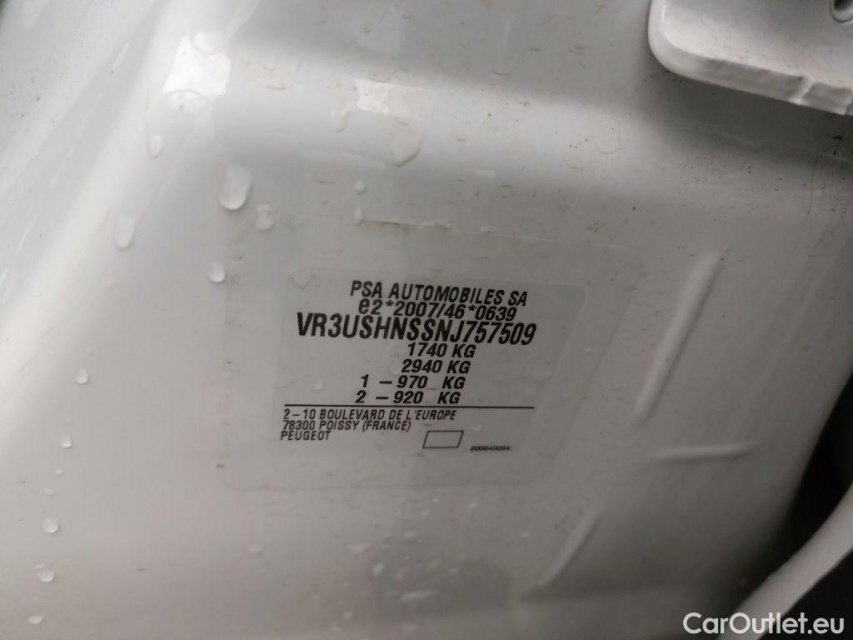 PSA AUTOMOBILES SA
e2*2007/46*0639
VR3USHNSSNJ757509
1740 KG
2940 KG
1 - 970 KG
2 - 920 KG
2-10 BOULEVARD DE L'EUROPE
78300 POISSY (FRANCE)
PEUGEOT
CarOutlet.eu